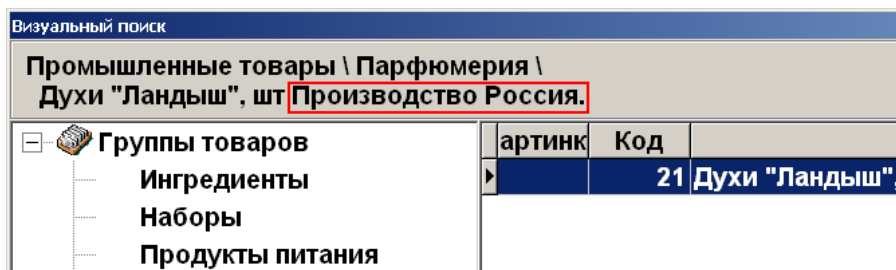 Визуальный поиск
Промышленные товары \ Парфюмерия \
Духи "Ландыш", шт Производство Россия.
Группы товаров
Ингредиенты
Наборы
Продукты питания
артинк Код
21 Духи "Ландыш",